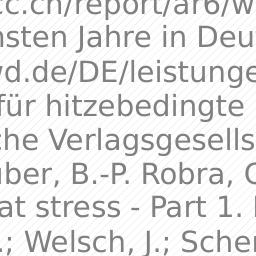 cc.ch/report/ar6/w
nsten Jahre in Deu
vd.de/DE/leistunge
für hitzebedingte
che Verlagsgesells
uber, B.-P. Robra,
at stress - Part 1.
.; Welsch, J.; Scher